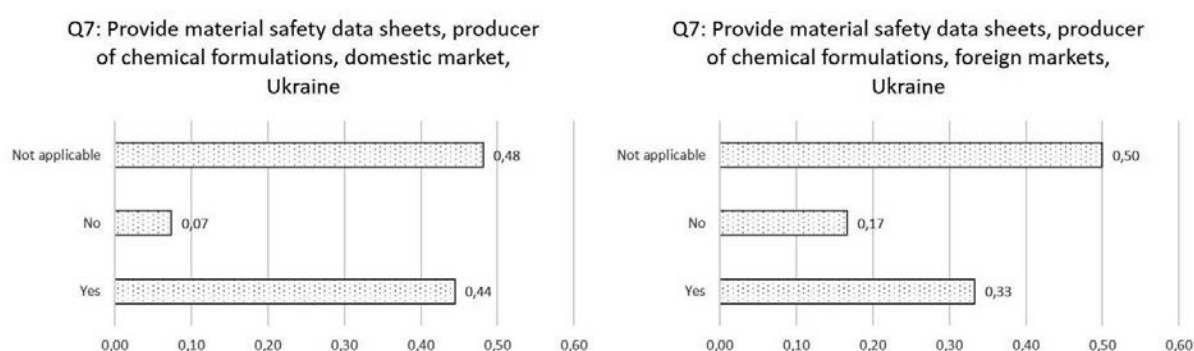 Q7: Provide material safety data sheets, producer
of chemical formulations, domestic market,
Ukraine
Not applicable
0,48
No
0,07
Yes
0,44
0,00 0,10 0,20 0,30 0,40 0,50 0,60
Q7: Provide material safety data sheets, producer
of chemical formulations, foreign markets,
Ukraine
Not applicable
0,50
No
0,17
Yes
0,33
0,00 0,10 0,20 0,30 0,40 0,50 0,60